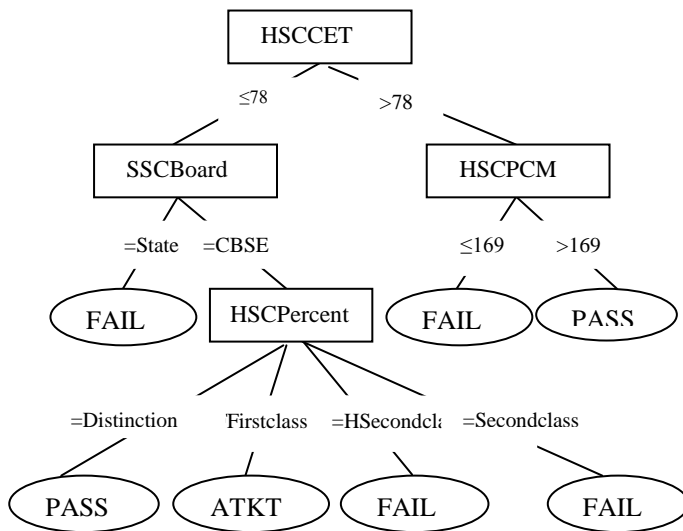 HSCCET
≤78 >78
SSCBoard HSCPCM
=State =CBSE ≤169 >169
FAIL HSCPercent FAIL PASS
=Distinction Firstclass =HSecondcla =Secondclass
PASS ATKT FAIL FAIL